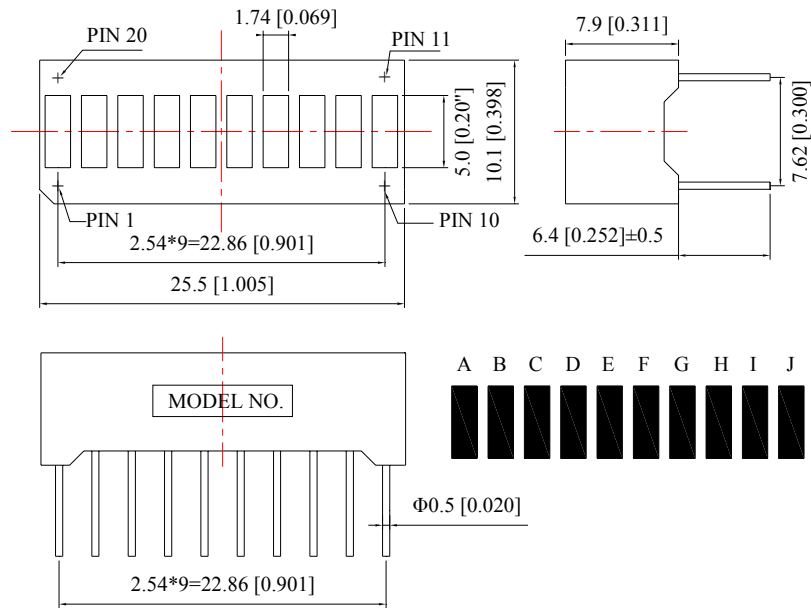 1.74 [0.069]
7.9 [0.311]
PIN 20
PIN 11
5.0 [0.20"]
10.1 [0.398]
7.62 [0.300]
PIN 1
PIN 10
2.54*9=22.86 [0.901]
6.4 [0.252]±0.5
25.5 [1.005]
A B C D E F G H I J
MODEL NO.
Φ0.5 [0.020]
2.54*9=22.86 [0.901]